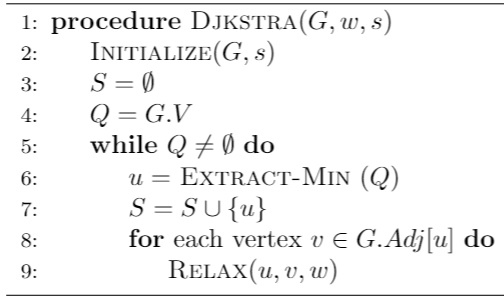 1: procedure DJKSTRA(G, w, s)
2: INITIALIZE(G, s)
3: S = ∅
4: Q = G.V
5: while Q ≠ ∅ do
6: u = EXTRACT-MIN (Q)
7: S = S ∪ {u}
8: for each vertex v ∈ G.Adj[u] do
9: RELAX(u, v, w)